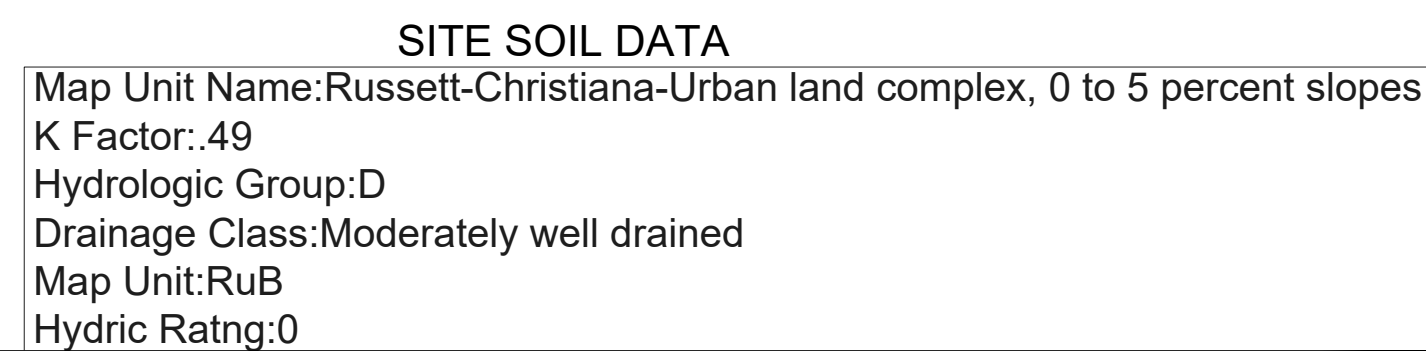 SITE SOIL DATA
Map Unit Name:Russett-Christiana-Urban land complex, 0 to 5 percent slopes
K Factor:.49
Hydrologic Group:D
Drainage Class:Moderately well drained
Map Unit:RuB
Hydric Ratng:0